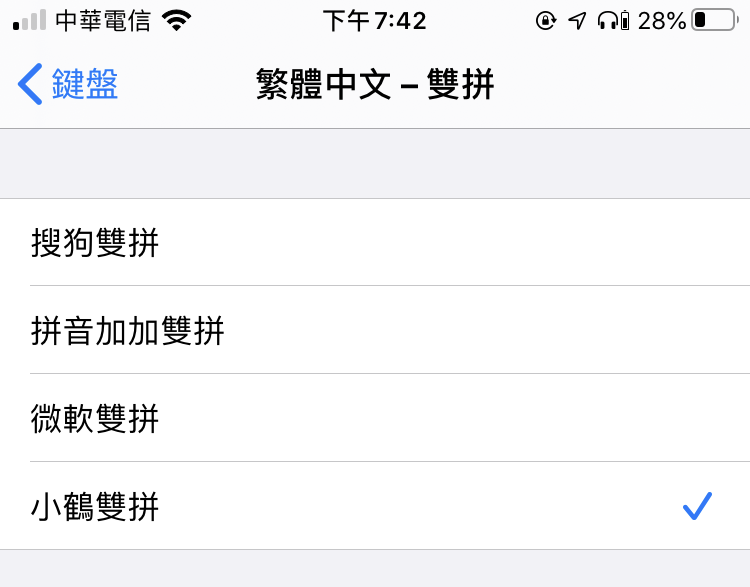 中華電信 下午7:42 28%
鍵盤 繁體中文 – 雙拼
搜狗雙拼
拼音加加雙拼
微軟雙拼
小鶴雙拼